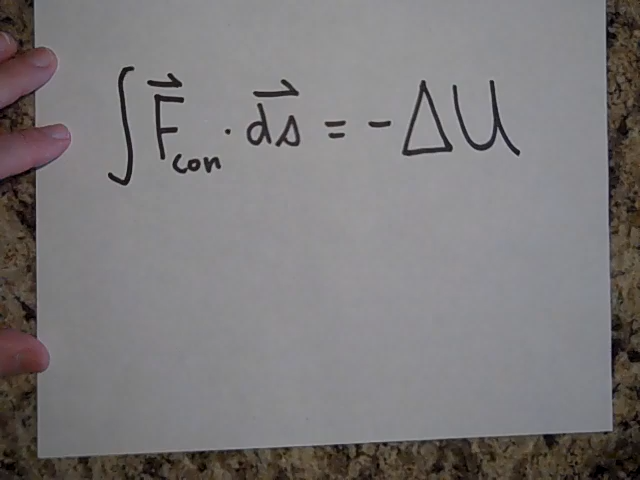 ∫ F⃗con · ds⃗ = -ΔU